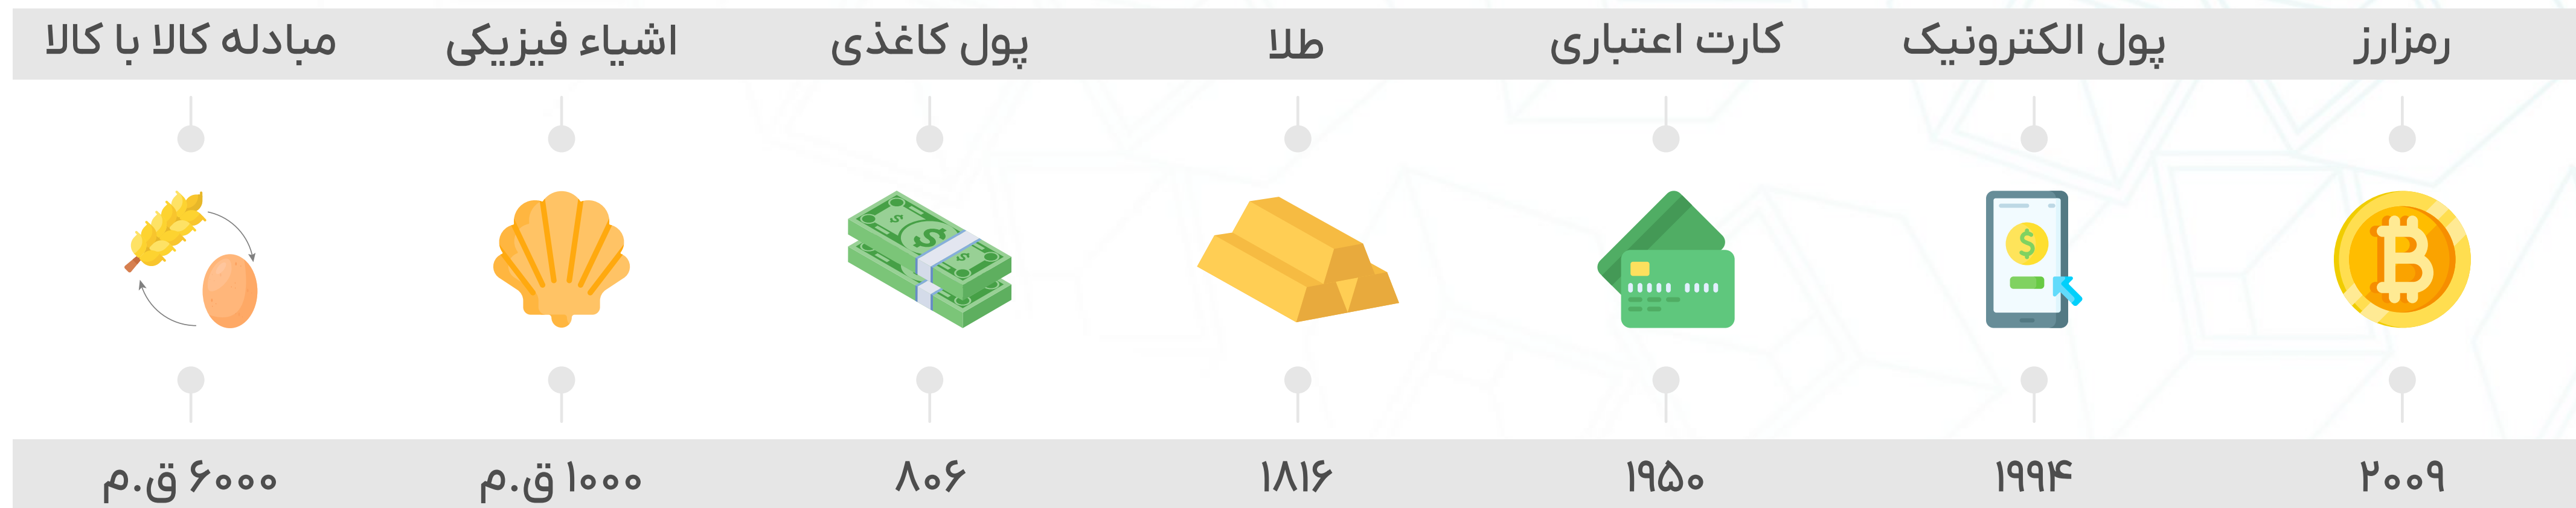 مبادله کالا با کالا
اشیاء فیزیکی
پول کاغذی
طلا
کارت اعتباری
پول الکترونیک
رمزارز
۶۰۰۰ ق.م
۱۰۰۰ ق.م
۸۰۶
۱۸۱۶
۱۹۵۰
۱۹۹۴
۲۰۰۹